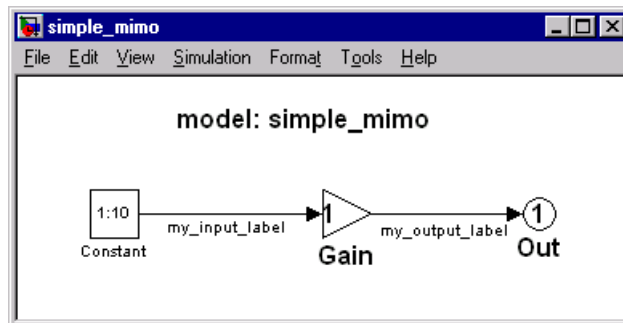 simple_mimo
File Edit View Simulation Format Tools Help
model: simple_mimo
1:10
1
1
my_input_label
my_output_label
Constant
Gain
Out